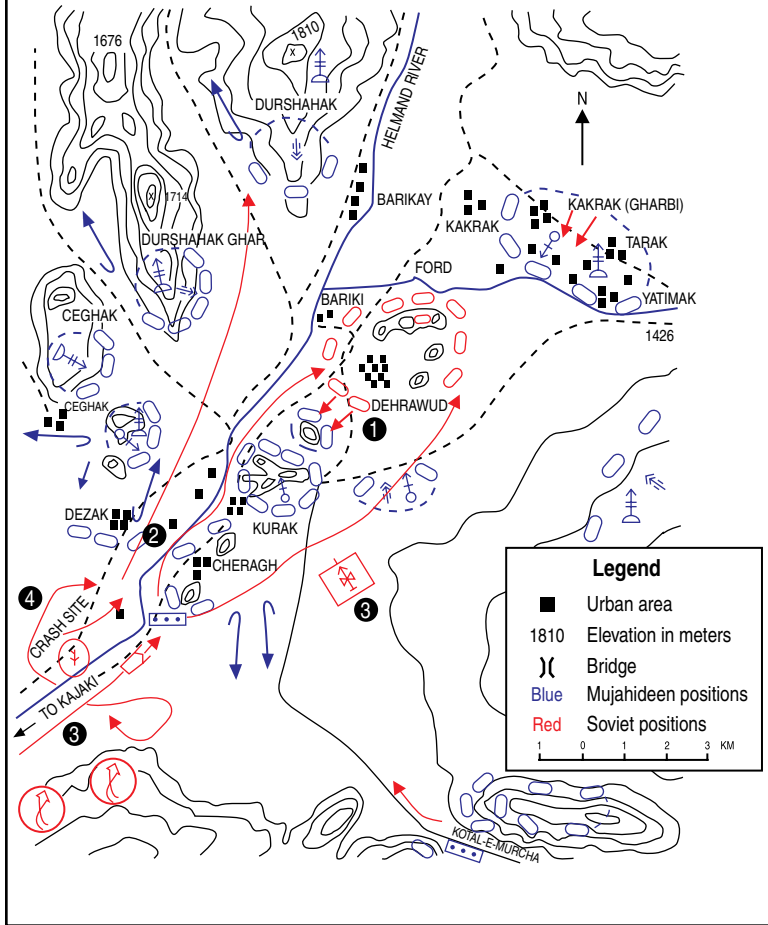 1676
1810
x
DURSHAHAK
HELMAND RIVER
N
BARIKAY
KAKRAK
KAKRAK (GHARBI)
TARAK
x 1714
DURSHAHAK GHAR
FORD
YATIMAK
1426
CEGHAK
BARIKI
CEGHAK
DEHRAWUD
1
DEZAK
2
KURAK
CHERAGH
3
4
CRASH SITE
TO KAJAKI
3
KOTAL-E-MURCHA
Legend
Urban area
1810 Elevation in meters
Bridge
Blue Mujahideen positions
Red Soviet positions
1 0 1 2 3 KM